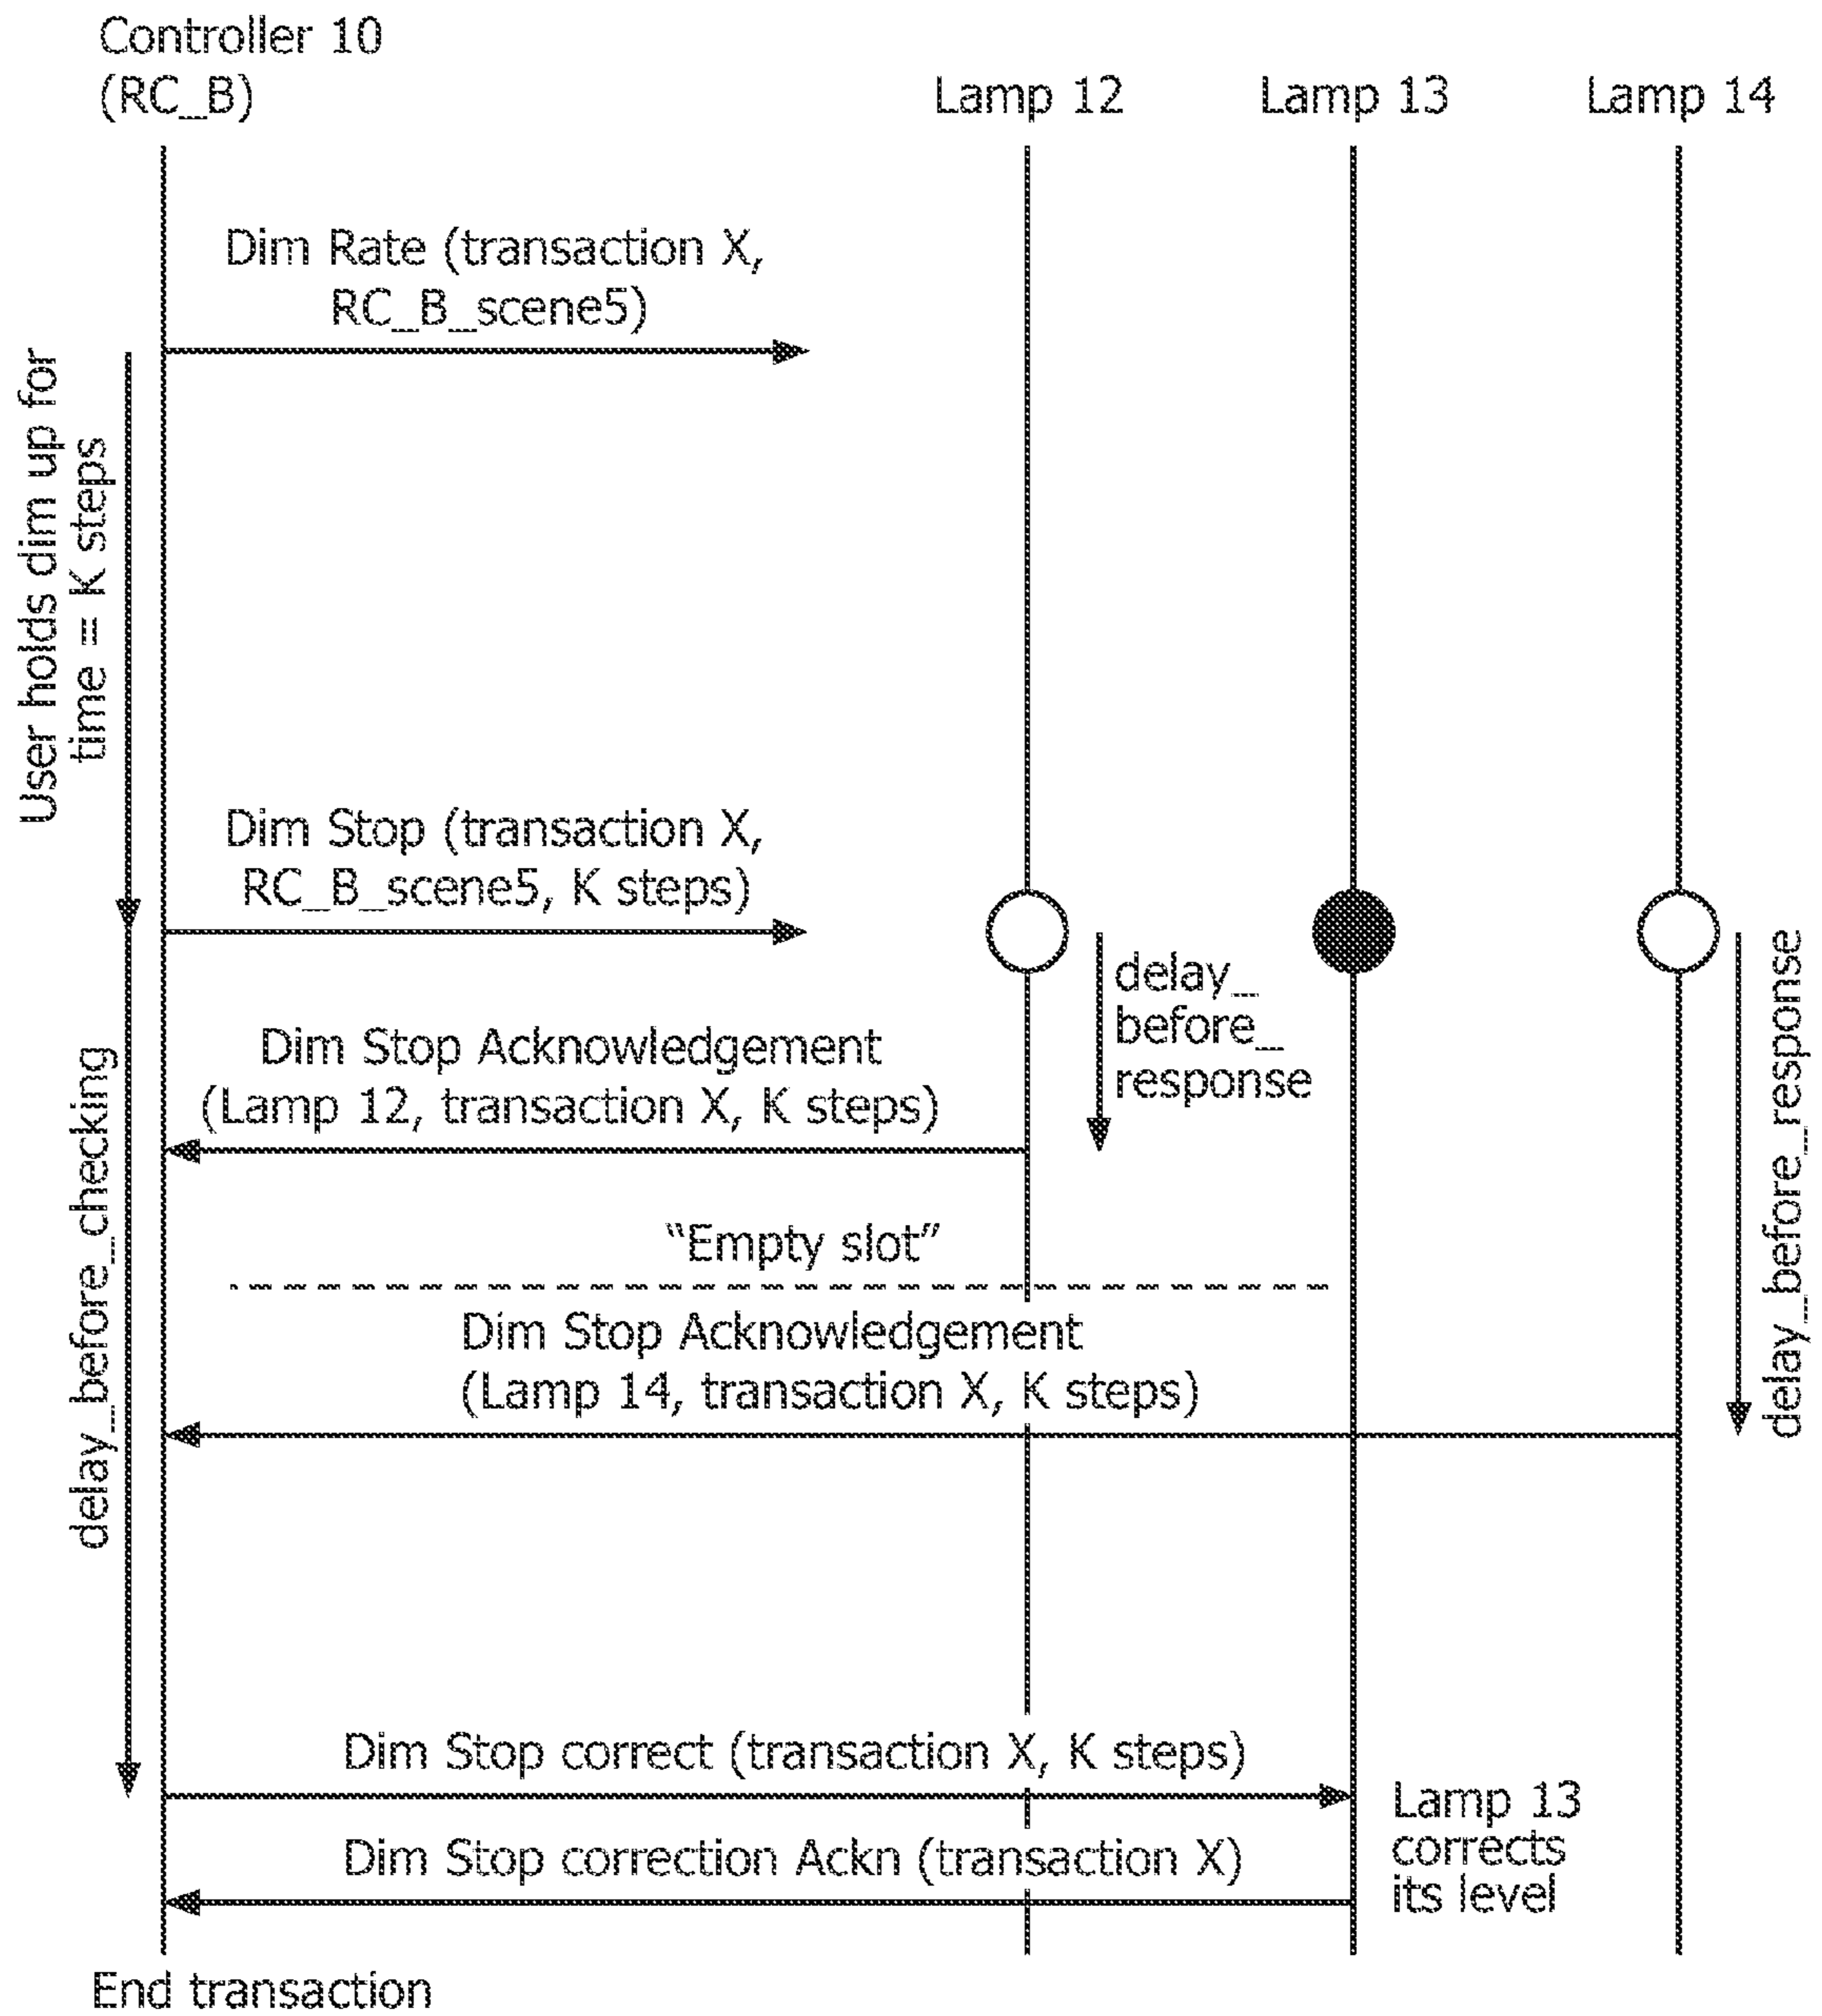 Controller 10
(RC_B)
Lamp 12
Lamp 13
Lamp 14
Dim Rate (transaction X,
RC_B_scene5)
User holds dim up for
time = K steps
Dim Stop (transaction X,
RC_B_scene5, K steps)
delay_
before_
response
delay_before_response
Dim Stop Acknowledgement
(Lamp 12, transaction X, K steps)
delay_before_checking
“Empty slot”
Dim Stop Acknowledgement
(Lamp 14, transaction X, K steps)
Dim Stop correct (transaction X, K steps)
Lamp 13
corrects
its level
Dim Stop correction Ackn (transaction X)
End transaction